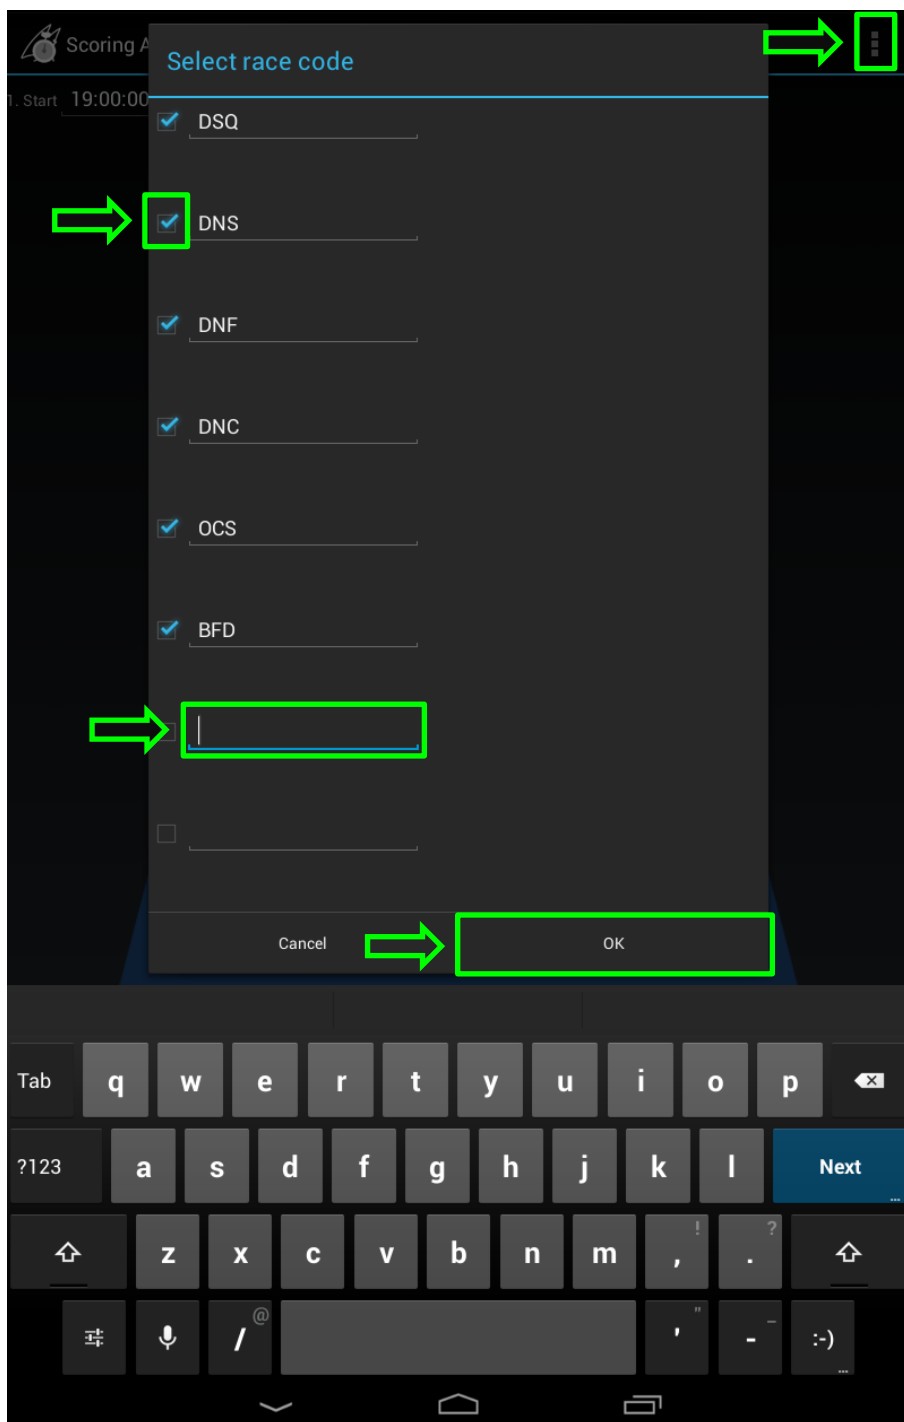 Scoring A
Select race code
1. Start 19:00:00
DSQ
DNS
DNF
DNC
OCS
BFD
Cancel OK
Tab q w e r t y u i o p
?123 a s d f g h j k l Next
...
z x c v b n m , ! . ?
/ @ ' " - _ :-)
...